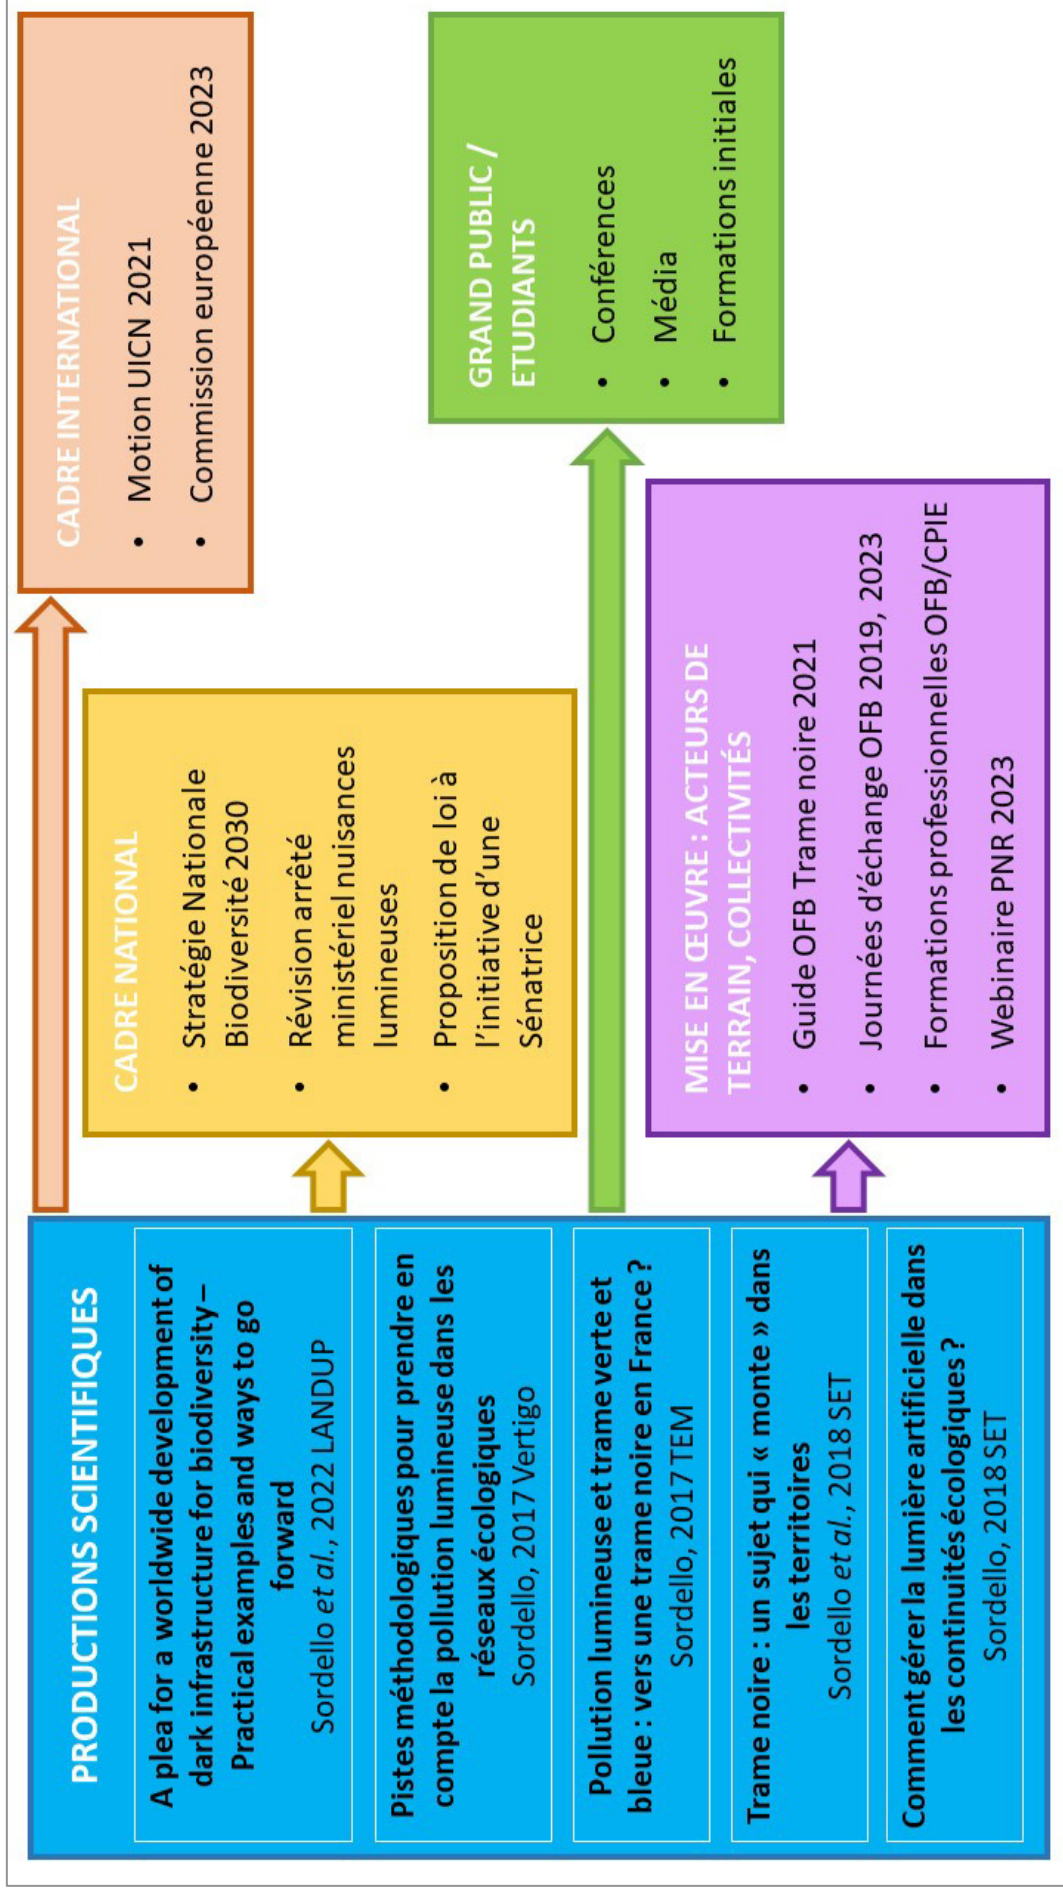 PRODUCTIONS SCIENTIFIQUES
A plea for a worldwide development of
dark infrastructure for biodiversity –
Practical examples and ways to go
forward
Sordello et al., 2022 LANDUP
Pistes méthodologiques pour prendre en
compte la pollution lumineuse dans les
réseaux écologiques
Sordello, 2017 Vertigo
Pollution lumineuse et trame verte et
bleue : vers une trame noire en France ?
Sordello, 2017 TEM
Trame noire : un sujet qui « monte » dans
les territoires
Sordello et al., 2018 SET
Comment gérer la lumière artificielle dans
les continuités écologiques ?
Sordello, 2018 SET
CADRE INTERNATIONAL
• Motion UICN 2021
• Commission européenne 2023
CADRE NATIONAL
• Stratégie Nationale
Biodiversité 2030
• Révision arrêté
ministériel nuisances
lumineuses
• Proposition de loi à
l’initiative d’une
Sénatrice
GRAND PUBLIC /
ETUDIANTS
• Conférences
• Média
• Formations initiales
MISE EN ŒUVRE : ACTEURS DE
TERRAIN, COLLECTIVITÉS
• Guide OFB Trame noire 2021
• Journées d’échange OFB 2019, 2023
• Formations professionnelles OFB/CPIE
• Webinaire PNR 2023